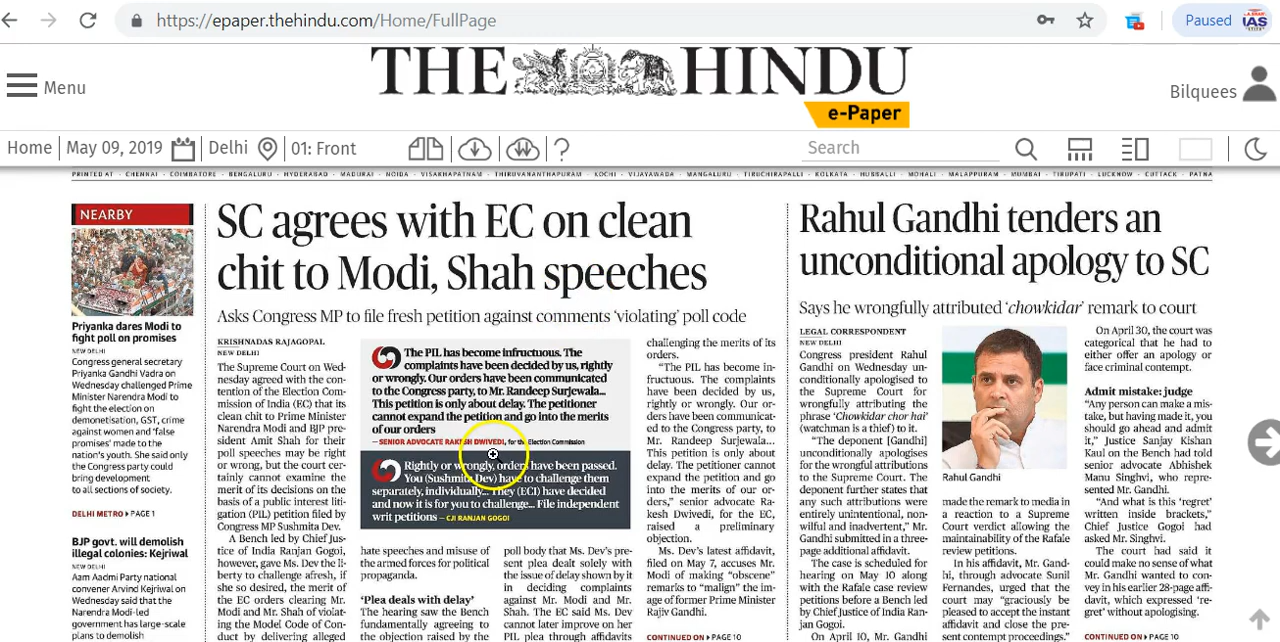 https://epaper.thehindu.com/Home/FullPage
Paused
IAS
THE HINDU
e-Paper
Menu
Bilquees
Home
May 09, 2019
Delhi
01: Front
?
Search
PRINTED AT · CHENNAI · COIMBATORE · BENGALURU · HYDERABAD · MADURAI · NOIDA · VISAKHAPATNAM · THIRUVANANTHAPURAM · KOCHI · VIJAYAWADA · MANGALURU · TIRUCHIRAPALLI · KOLKATA · HUBBALLI · MOHALI · MALAPPURAM · MUMBAI · TIRUPATI · LUCKNOW · CUTTACK · PATNA
NEARBY
Priyanka dares Modi to
fight poll on promises
NEW DELHI
Congress general secretary
Priyanka Gandhi Vadra on
Wednesday challenged Prime
Minister Narendra Modi to
fight the election on
demonetisation, GST, crime
against women and 'false
promises' made to the
nation's youth. She said only
the Congress party could
bring development
to all sections of society.
DELHI METRO PAGE 1
BJP govt. will demolish
illegal colonies: Kejriwal
NEW DELHI
Aam Aadmi Party national
convener Arvind Kejriwal on
Wednesday said that the
Narendra Modi-led
government has large-scale
plans to demolish
SC agrees with EC on clean
chit to Modi, Shah speeches
Asks Congress MP to file fresh petition against comments 'violating' poll code
KRISHNADAS RAJAGOPAL
NEW DELHI
The Supreme Court on Wed-
nesday agreed with the con-
tention of the Election Com-
mission of India (EC) that its
clean chit to Prime Minister
Narendra Modi and BJP pre-
sident Amit Shah for their
poll speeches may be right
or wrong, but the court cer-
tainly cannot examine the
merit of its decisions on the
basis of a public interest liti-
gation (PIL) petition filed by
Congress MP Sushmita Dev.
A Bench led by Chief Jus-
tice of India Ranjan Gogoi,
however, gave Ms. Dev the li-
berty to challenge afresh, if
she so desired, the merit of
the EC orders clearing Mr.
Modi and Mr. Shah of violat-
ing the Model Code of Con-
duct by delivering alleged
The PIL has become infructuous. The
complaints have been decided by us, rightly
or wrongly. Our orders have been communicated
to the Congress party, to Mr. Randeep Surjewala...
This petition is only about delay. The petitioner
cannot expand the petition and go into the merits
of our orders
— SENIOR ADVOCATE RAKESH DWIVEDI, for the Election Commission
Rightly or wrongly, orders have been passed.
You (Sushmita Dev) have to challenge them
separately, individually... They (ECI) have decided
and now it is for you to challenge... File independent
writ petitions – CJI RANJAN GOGOI
hate speeches and misuse of
the armed forces for political
propaganda.
'Plea deals with delay'
The hearing saw the Bench
fundamentally agreeing to
the objection raised by the
poll body that Ms. Dev's pre-
sent plea dealt solely with
the issue of delay shown by it
in deciding complaints
against Mr. Modi and Mr.
Shah. The EC said Ms. Dev
cannot later improve on her
PIL plea through affidavits
challenging the merits of its
orders.
"The PIL has become in-
fructuous. The complaints
have been decided by us,
rightly or wrongly. Our or-
ders have been communicat-
ed to the Congress party, to
Mr. Randeep Surjewala...
This petition is only about
delay. The petitioner cannot
expand the petition and go
into the merits of our or-
ders," senior advocate Ra-
kesh Dwivedi, for the EC,
raised a preliminary
objection.
Ms. Dev's latest affidavit,
filed on May 7, accuses Mr.
Modi of making "obscene"
remarks to "malign" the im-
age of former Prime Minister
Rajiv Gandhi.
CONTINUED ON PAGE 10
Rahul Gandhi tenders an
unconditional apology to SC
Says he wrongfully attributed 'chowkidar' remark to court
LEGAL CORRESPONDENT
NEW DELHI
Congress president Rahul
Gandhi on Wednesday un-
conditionally apologised to
the Supreme Court for
wrongfully attributing the
phrase 'Chowkidar chor hai'
(watchman is a thief) to it.
"The deponent [Gandhi]
unconditionally apologises
for the wrongful attributions
to the Supreme Court. The
deponent further states that
any such attributions were
entirely unintentional, non-
wilful and inadvertent," Mr.
Gandhi submitted in a three-
page additional affidavit.
The case is scheduled for
hearing on May 10 along
with the Rafale case review
petitions before a Bench led
by Chief Justice of India Ran-
jan Gogoi.
On April 10, Mr. Gandhi
Rahul Gandhi
made the remark to media in
a reaction to a Supreme
Court verdict allowing the
maintainability of the Rafale
review petitions.
In his affidavit, Mr. Gan-
dhi, through advocate Sunil
Fernandes, urged that the
court may "graciously be
pleased to accept the instant
affidavit and close the pre-
sent contempt proceedings."
On April 30, the court was
categorical that he had to
either offer an apology or
face criminal contempt.
Admit mistake: judge
"Any person can make a mis-
take, but having made it, you
should go ahead and admit
it," Justice Sanjay Kishan
Kaul on the Bench had told
senior advocate Abhishek
Manu Singhvi, who repre-
sented Mr. Gandhi.
"And what is this 'regret'
written inside brackets,"
Chief Justice Gogoi had
asked Mr. Singhvi.
The court had said it
could make no sense of what
Mr. Gandhi wanted to con-
vey in his earlier 28-page affi-
davit, which expressed 're-
gret' without apologising.
CONTINUED ON PAGE 10